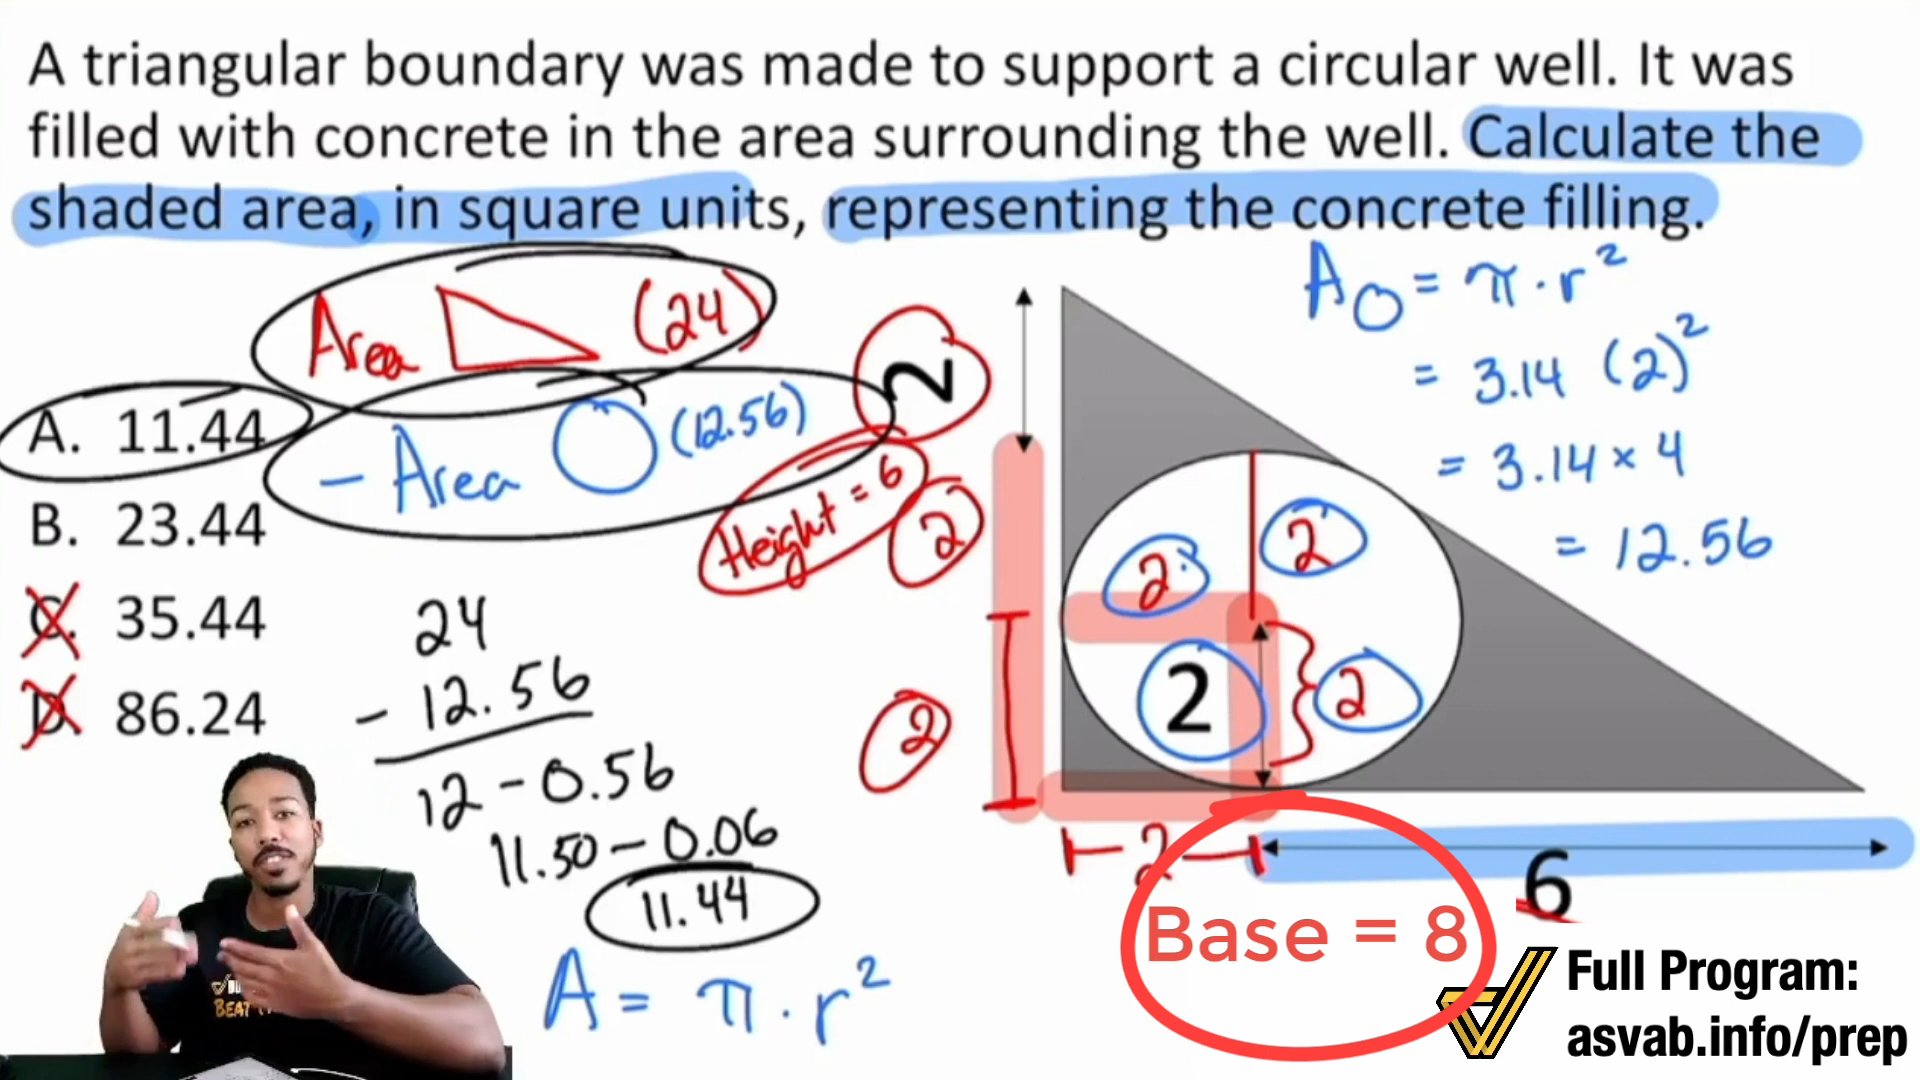 A triangular boundary was made to support a circular well. It was
filled with concrete in the area surrounding the well. Calculate the
shaded area, in square units, representing the concrete filling.
Area (24)
- Area (12.56)
A. 11.44
B. 23.44
C. 35.44
D. 86.24
24
- 12.56
12 - 0.56
11.50 - 0.06
11.44
A = π · r²
2
Height = 6
2
2
2
2
2
2
2
6
Base = 8
A = π · r²
= 3.14 (2)²
= 3.14 × 4
= 12.56
BEAT
Full Program:
asvab.info/prep